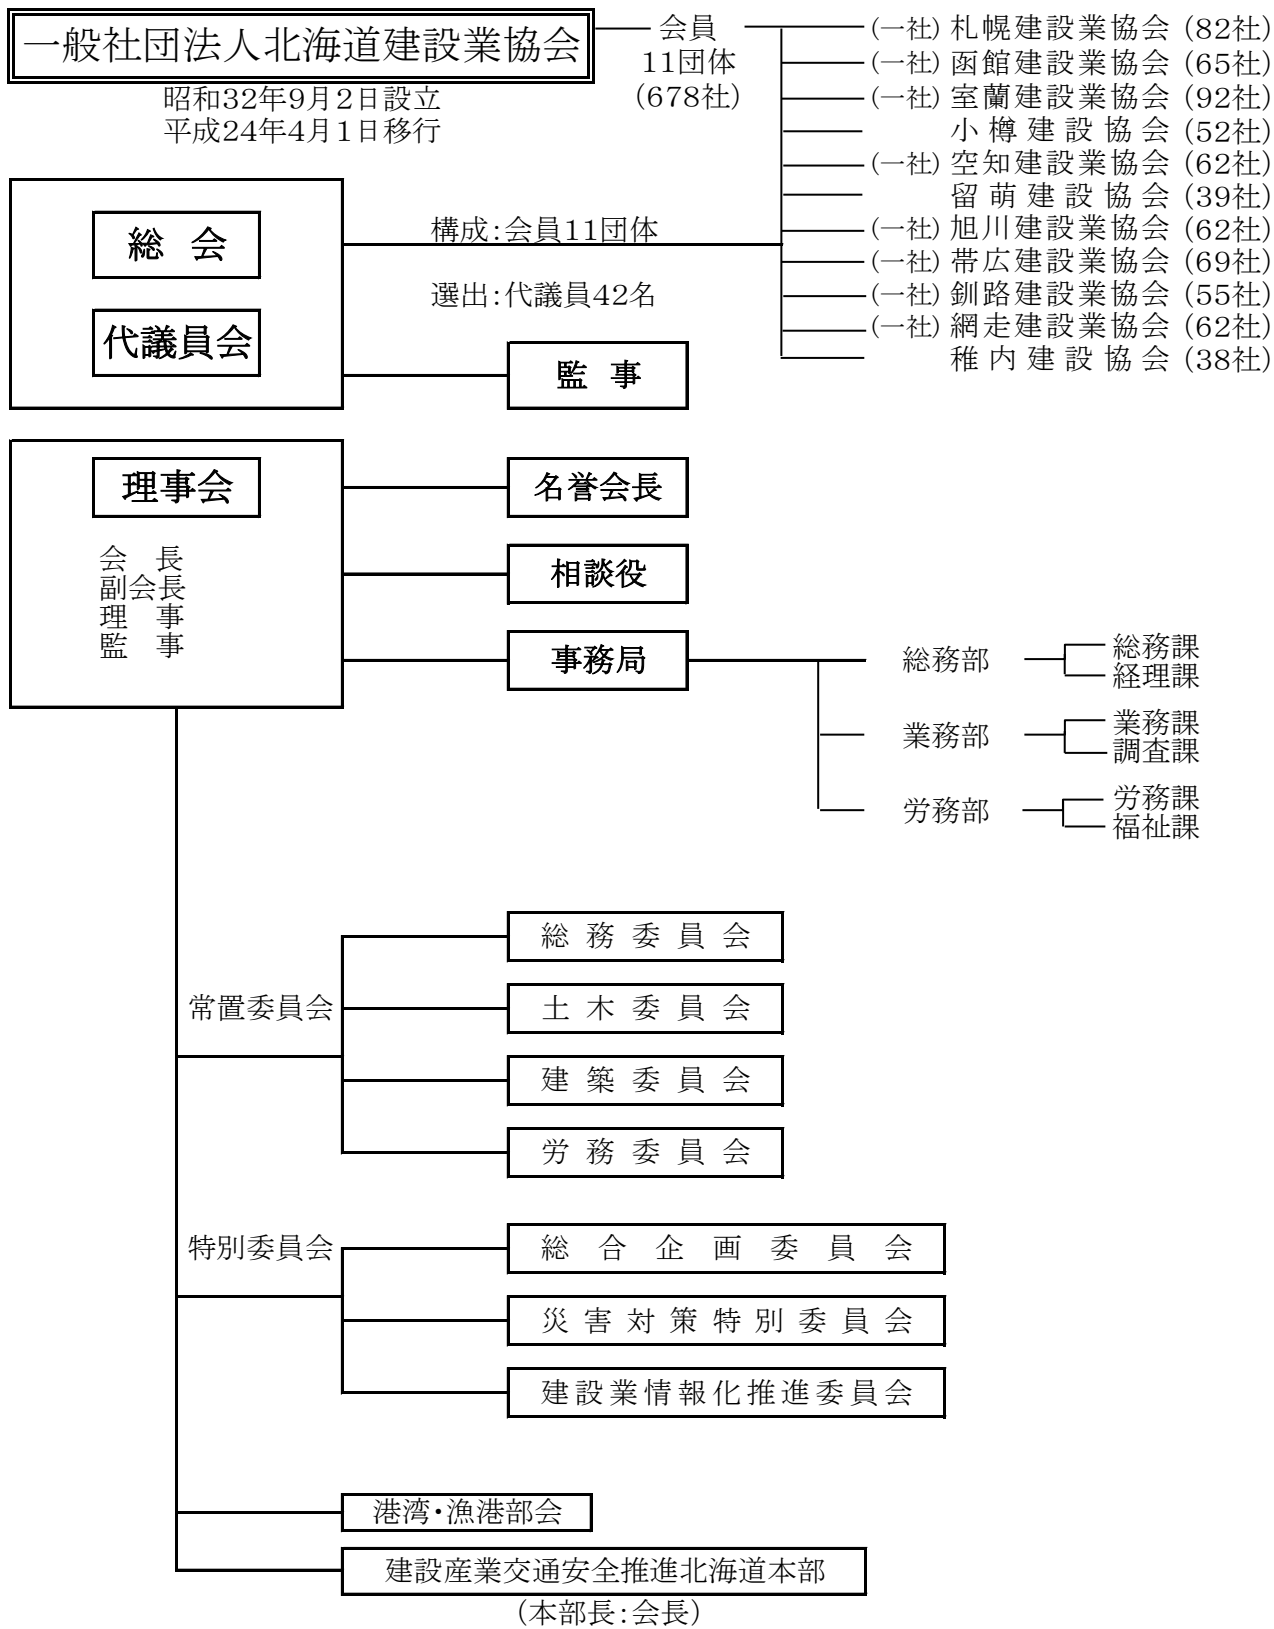 一般社団法人北海道建設業協会
昭和32年9月2日設立
平成24年4月1日移行
会員
11団体
(678社)
(一社) 札幌建設業協会 (82社)
(一社) 函館建設業協会 (65社)
(一社) 室蘭建設業協会 (92社)
小樽建設協会 (52社)
(一社) 空知建設業協会 (62社)
留萌建設協会 (39社)
(一社) 旭川建設業協会 (62社)
(一社) 帯広建設業協会 (69社)
(一社) 釧路建設業協会 (55社)
(一社) 網走建設業協会 (62社)
稚内建設協会 (38社)
総 会
代議員会
構成:会員11団体
選出:代議員42名
監 事
理事会
会 長
副会長
理 事
監 事
名誉会長
相談役
事務局
総務部
総務課
経理課
業務部
業務課
調査課
労務部
労務課
福祉課
常置委員会
総務委員会
土木委員会
建築委員会
労務委員会
特別委員会
総合企画委員会
災害対策特別委員会
建設業情報化推進委員会
港湾・漁港部会
建設産業交通安全推進北海道本部
(本部長:会長)